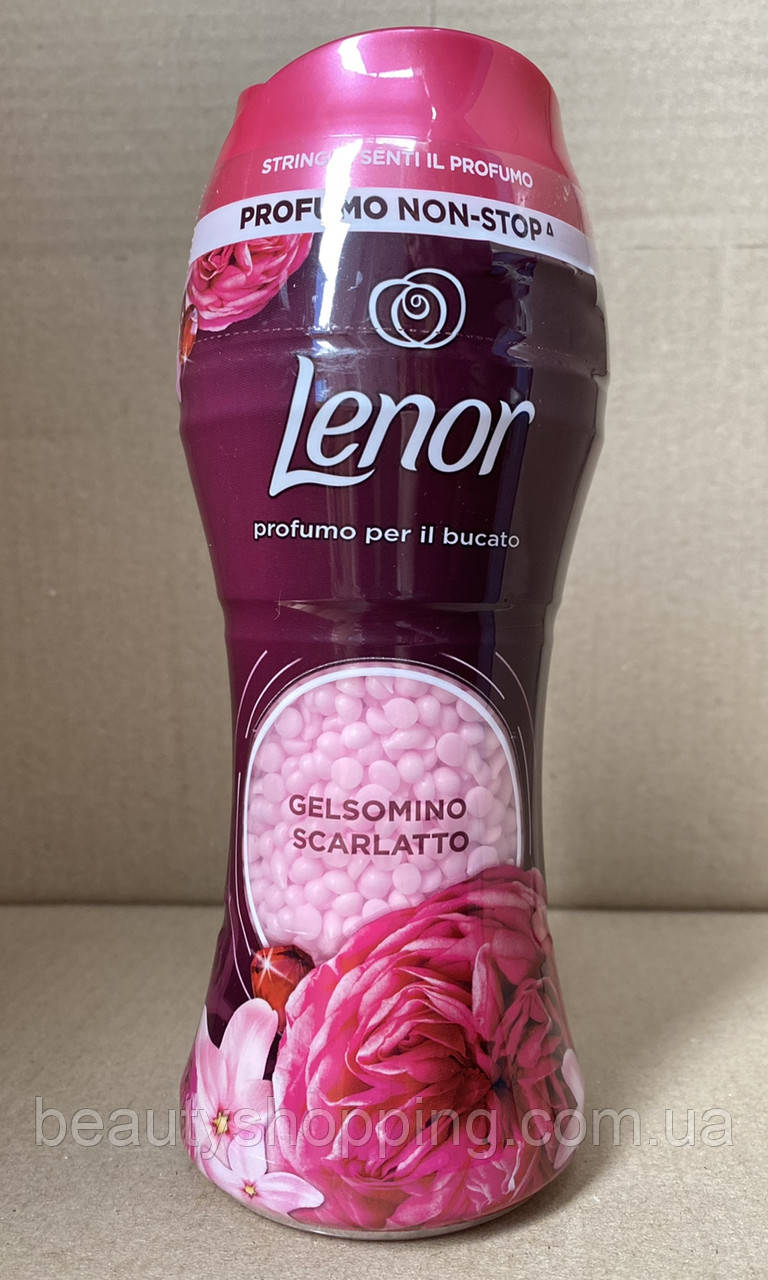 STRINGI E SENTI IL PROFUMO
PROFUMO NON-STOP Δ
Lenor
profumo per il bucato
GELSOMINO
SCARLATTO
beautyshopping.com.ua